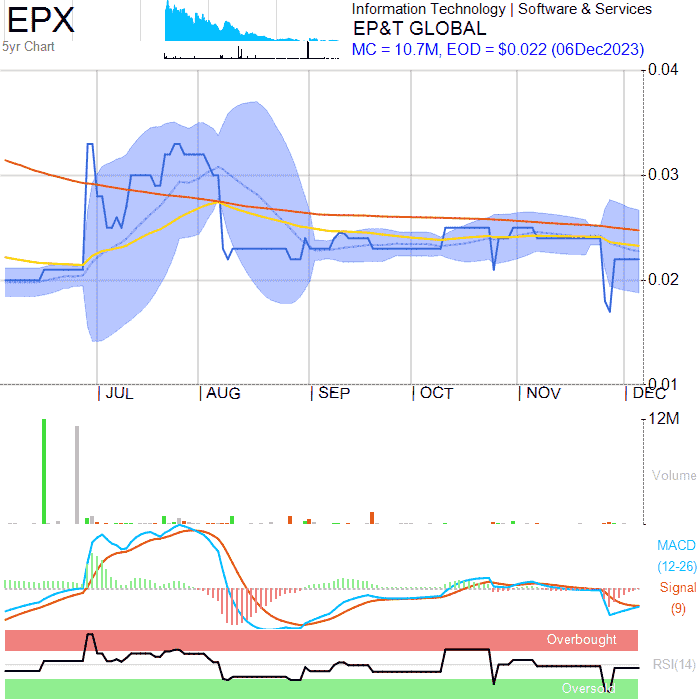 EPX
5yr Chart
Information Technology | Software & Services
EP&T GLOBAL
MC = 10.7M, EOD = $0.022 (06Dec2023)
0.04
0.03
0.02
0.01
JUL AUG SEP OCT NOV DEC
12M
Volume
MACD
(12-26)
Signal
(9)
Overbought
RSI(14)
Oversold